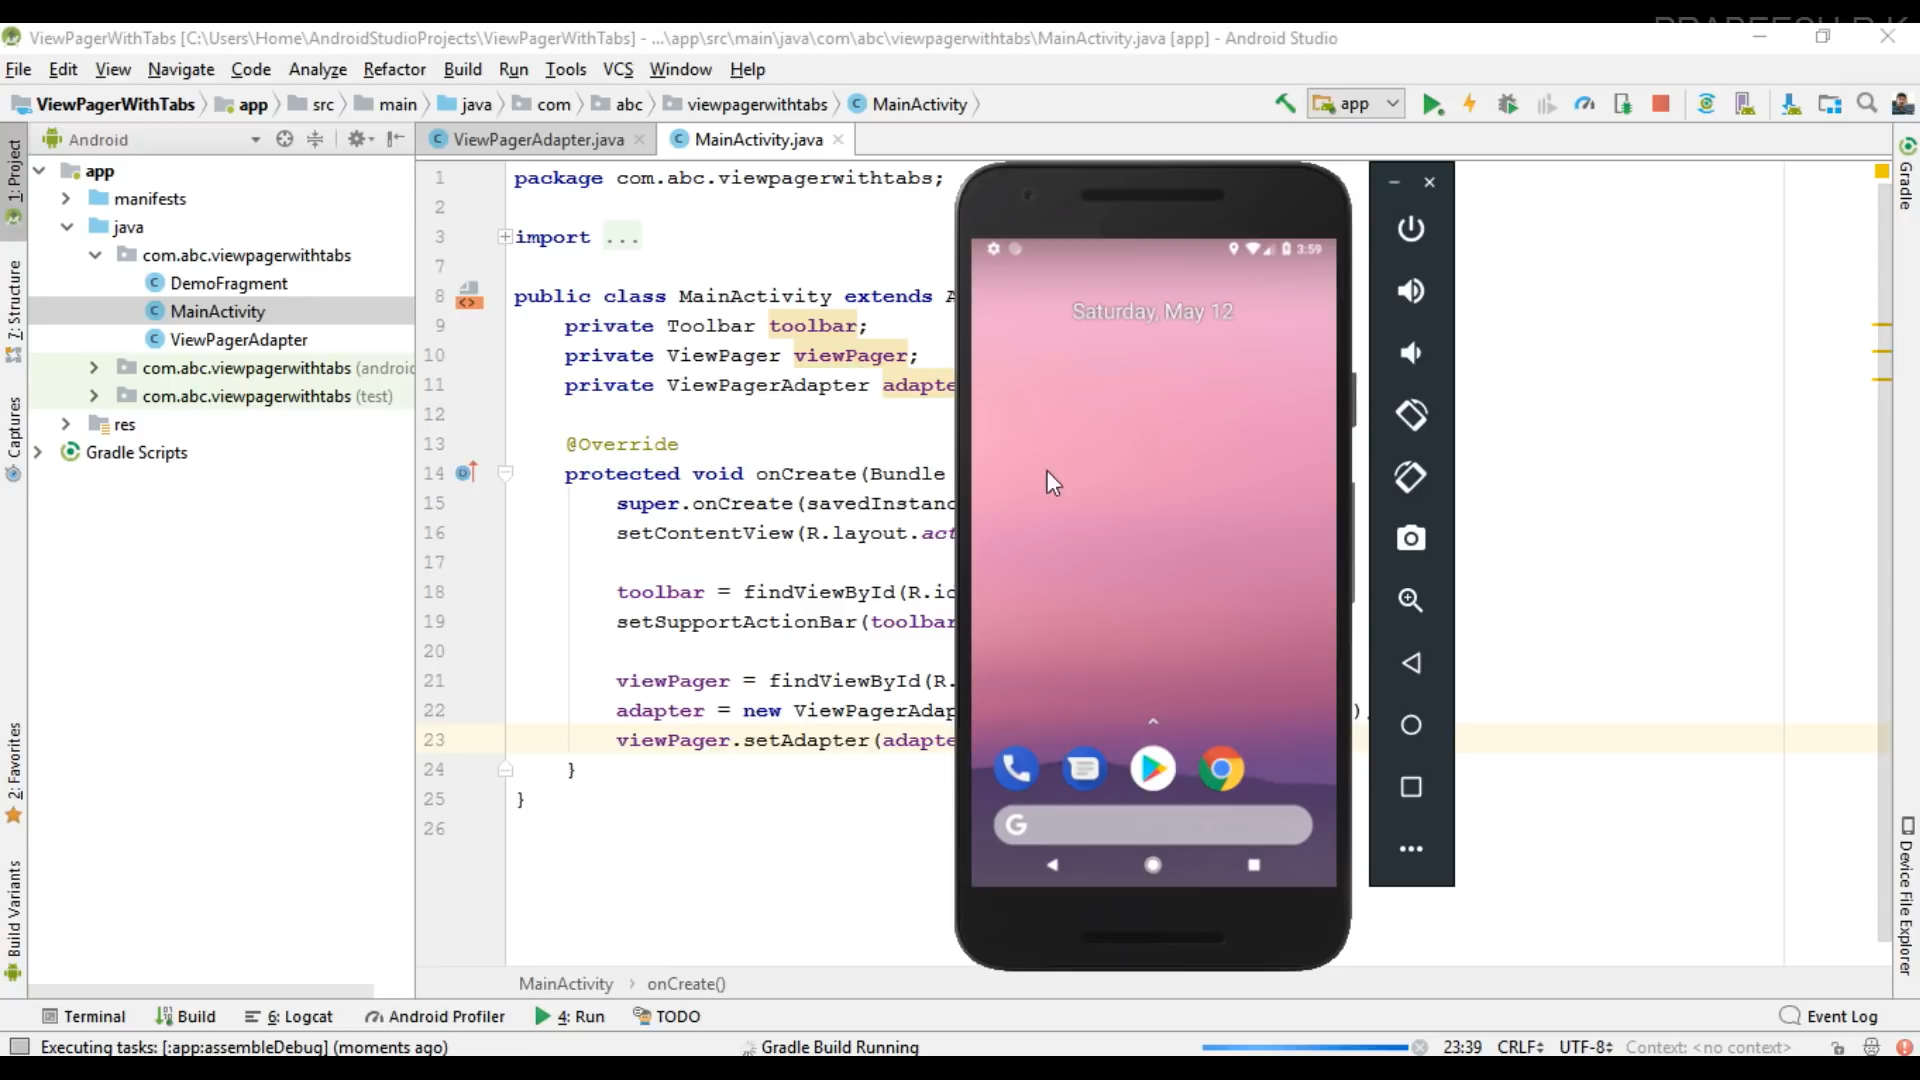 ViewPagerWithTabs [C:\Users\Home\AndroidStudioProjects\ViewPagerWithTabs] - ...\app\src\main\java\com\abc\viewpagerwithtabs\MainActivity.java [app] - Android Studio
File Edit View Navigate Code Analyze Refactor Build Run Tools VCS Window Help
ViewPagerWithTabs app src main java com abc viewpagerwithtabs MainActivity app
Android
ViewPagerAdapter.java
MainActivity.java
1: Project
7: Structure
Captures
2: Favorites
Build Variants
app
manifests
java
com.abc.viewpagerwithtabs
DemoFragment
MainActivity
ViewPagerAdapter
com.abc.viewpagerwithtabs (androi
com.abc.viewpagerwithtabs (test)
res
Gradle Scripts
1 package com.abc.viewpagerwithtabs;
2
3 import ...
7
8 public class MainActivity extends A
9 private Toolbar toolbar;
10 private ViewPager viewPager;
11 private ViewPagerAdapter adapte
12
13 @Override
14 protected void onCreate(Bundle
15 super.onCreate(savedInstanc
16 setContentView(R.layout.act
17
18 toolbar = findViewById(R.id
19 setSupportActionBar(toolbar
20
21 viewPager = findViewById(R.
22 adapter = new ViewPagerAdap )
23 viewPager.setAdapter(adapte
24 }
25 }
26
3:59
Saturday, May 12
G
Gradle
Device File Explorer
MainActivity › onCreate()
Terminal Build 6: Logcat Android Profiler 4: Run TODO Event Log
Executing tasks: [:app:assembleDebug] (moments ago) Gradle Build Running 23:39 CRLF UTF-8 Context: <no context>